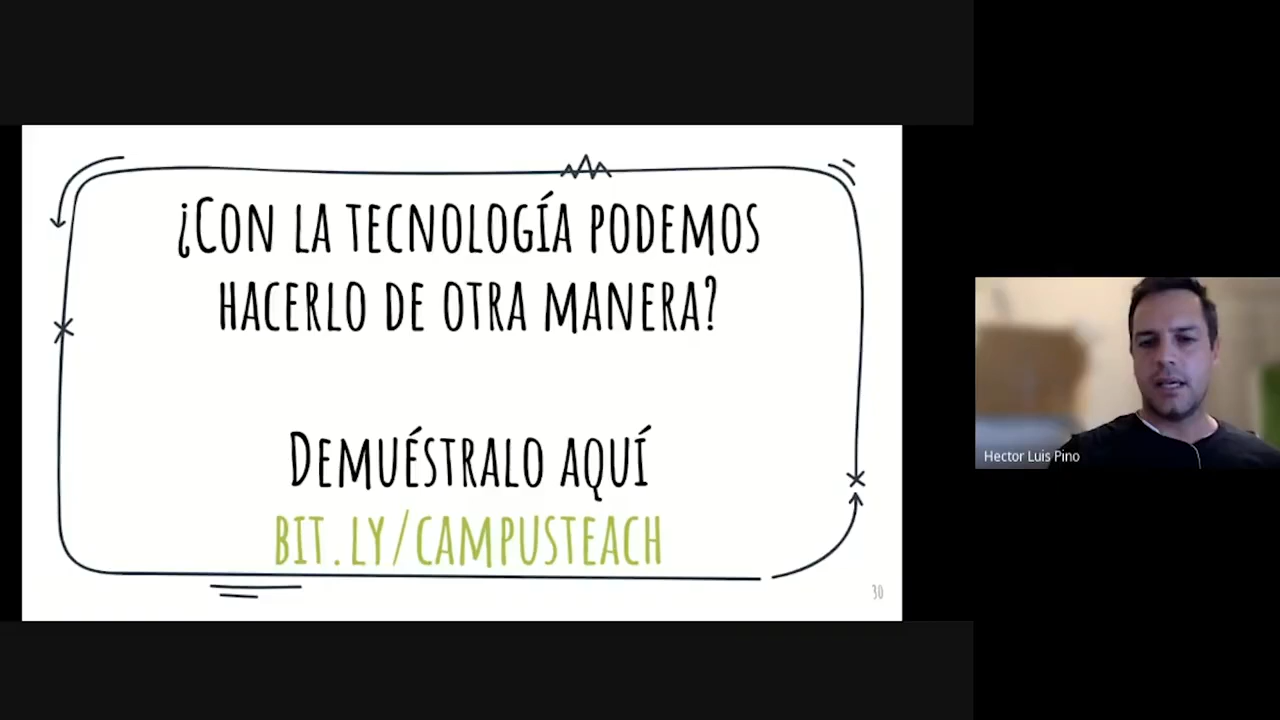 ¿CON LA TECNOLOGÍA PODEMOS
HACERLO DE OTRA MANERA?
DEMUÉSTRALO AQUÍ
BIT.LY/CAMPUSTEACH
30
Hector Luis Pino